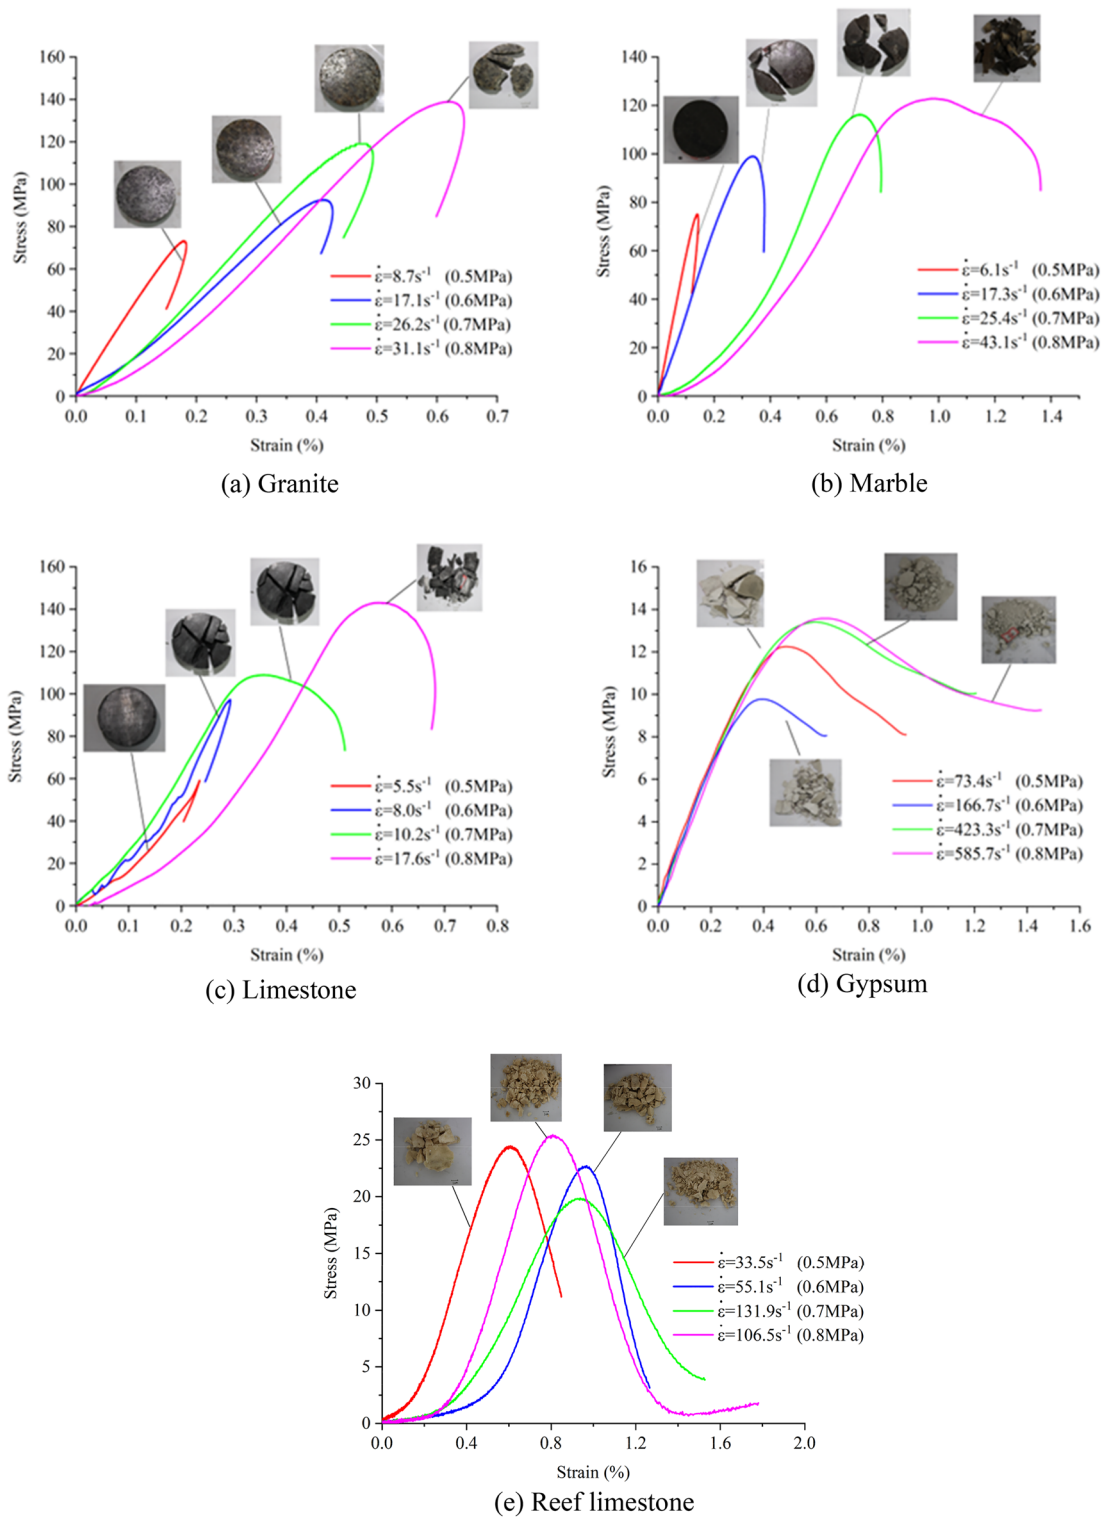 160
140
120
100
80
60
40
20
0
Stress (MPa)
ε̇=8.7s⁻¹ (0.5MPa)
ε̇=17.1s⁻¹ (0.6MPa)
ε̇=26.2s⁻¹ (0.7MPa)
ε̇=31.1s⁻¹ (0.8MPa)
0.0 0.1 0.2 0.3 0.4 0.5 0.6 0.7
Strain (%)
(a) Granite
140
120
100
80
60
40
20
0
Stress (MPa)
ε̇=6.1s⁻¹ (0.5MPa)
ε̇=17.3s⁻¹ (0.6MPa)
ε̇=25.4s⁻¹ (0.7MPa)
ε̇=43.1s⁻¹ (0.8MPa)
0.0 0.2 0.4 0.6 0.8 1.0 1.2 1.4
Strain (%)
(b) Marble
160
140
120
100
80
60
40
20
0
Stress (MPa)
ε̇=5.5s⁻¹ (0.5MPa)
ε̇=8.0s⁻¹ (0.6MPa)
ε̇=10.2s⁻¹ (0.7MPa)
ε̇=17.6s⁻¹ (0.8MPa)
0.0 0.1 0.2 0.3 0.4 0.5 0.6 0.7 0.8
Strain (%)
(c) Limestone
16
14
12
10
8
6
4
2
0
Stress (MPa)
ε̇=73.4s⁻¹ (0.5MPa)
ε̇=166.7s⁻¹ (0.6MPa)
ε̇=423.3s⁻¹ (0.7MPa)
ε̇=585.7s⁻¹ (0.8MPa)
0.0 0.2 0.4 0.6 0.8 1.0 1.2 1.4 1.6
Strain (%)
(d) Gypsum
30
25
20
15
10
5
0
Stress (MPa)
ε̇=33.5s⁻¹ (0.5MPa)
ε̇=55.1s⁻¹ (0.6MPa)
ε̇=131.9s⁻¹ (0.7MPa)
ε̇=106.5s⁻¹ (0.8MPa)
0.0 0.4 0.8 1.2 1.6 2.0
Strain (%)
(e) Reef limestone